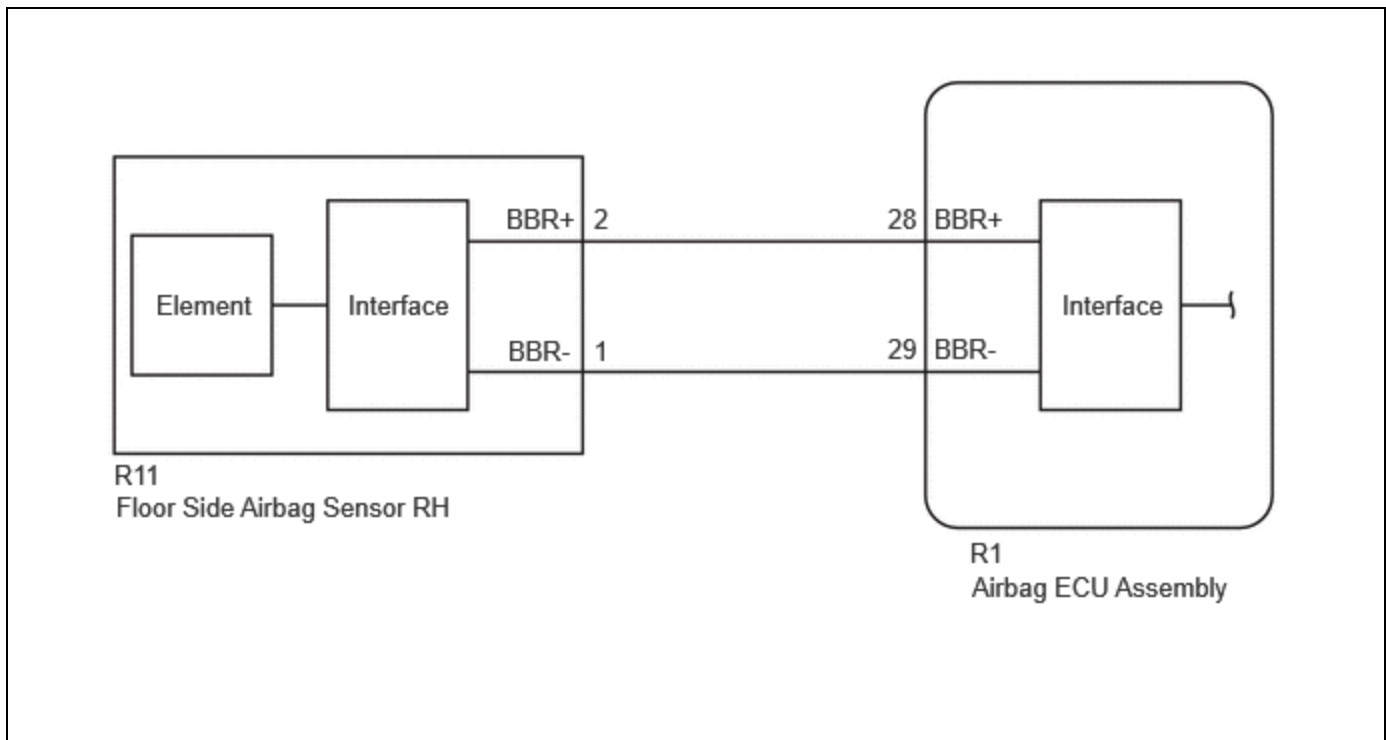 BBR+ 2 28 BBR+
Element Interface Interface
BBR- 1 29 BBR-
R11
Floor Side Airbag Sensor RH
R1
Airbag ECU Assembly